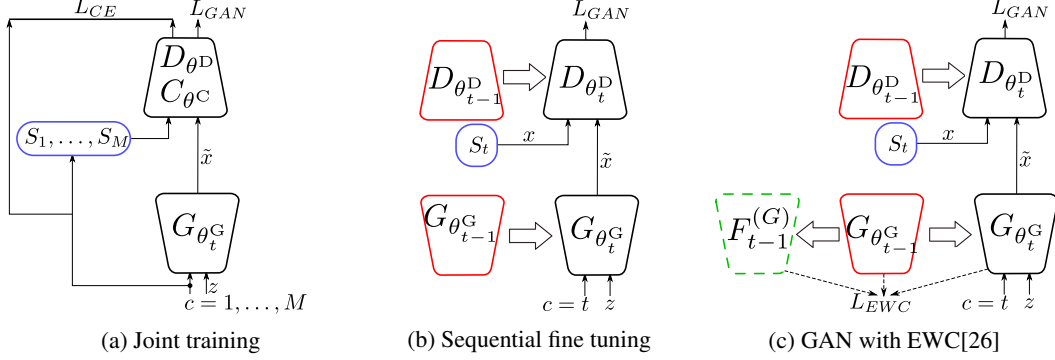 L_{CE} L_{GAN}
D_{θ^D}
C_{θ^C}
S_1, . . . , S_M
x̃
G_{θ_t^G}
z
c = 1, . . . , M
(a) Joint training
L_{GAN}
D_{θ_{t−1}^D} D_{θ_t^D}
S_t x
x̃
G_{θ_{t−1}^G} G_{θ_t^G}
c = t z
(b) Sequential fine tuning
L_{GAN}
D_{θ_{t−1}^D} D_{θ_t^D}
S_t x
x̃
F_{t−1}^{(G)} G_{θ_{t−1}^G} G_{θ_t^G}
L_{EWC}
c = t z
(c) GAN with EWC[26]